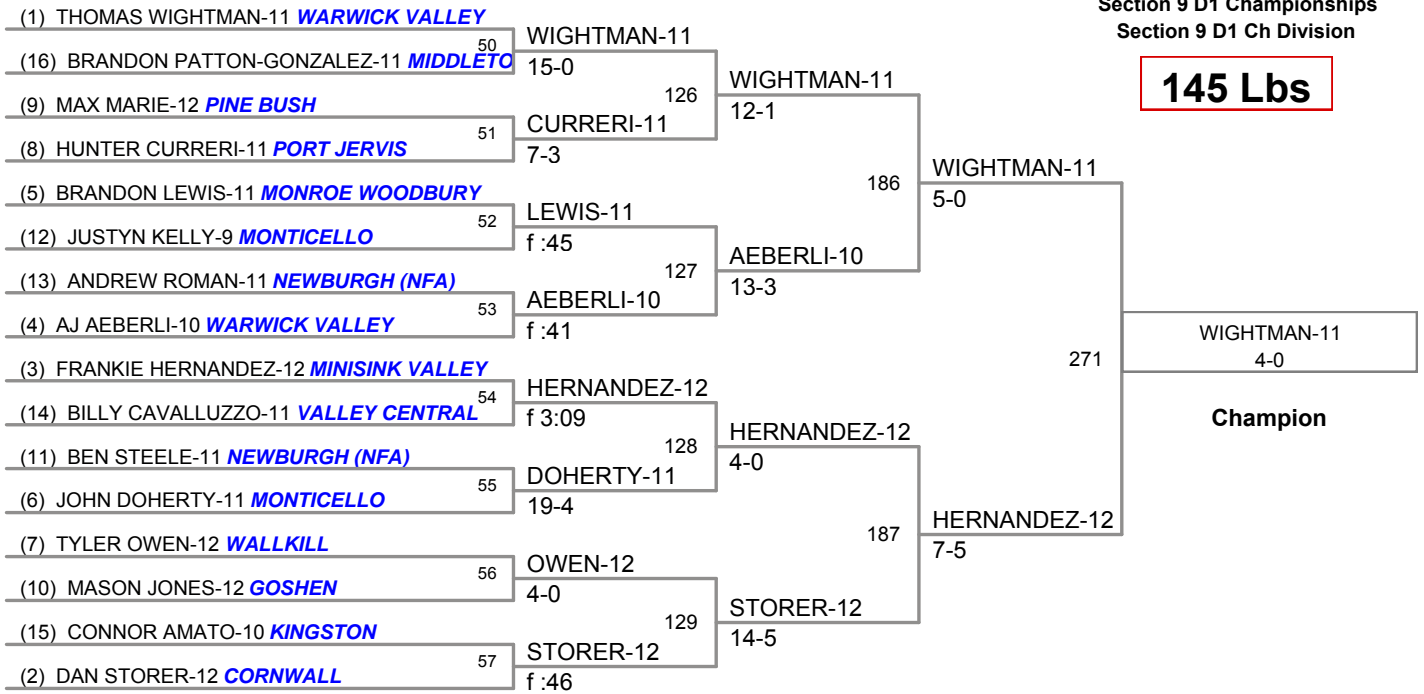 Section 9 D1 Championships
Section 9 D1 Ch Division
145 Lbs
(1) THOMAS WIGHTMAN-11 WARWICK VALLEY
50
WIGHTMAN-11
(16) BRANDON PATTON-GONZALEZ-11 MIDDLETO
15-0
126
WIGHTMAN-11
12-1
(9) MAX MARIE-12 PINE BUSH
51
CURRERI-11
(8) HUNTER CURRERI-11 PORT JERVIS
7-3
186
WIGHTMAN-11
5-0
(5) BRANDON LEWIS-11 MONROE WOODBURY
52
LEWIS-11
(12) JUSTYN KELLY-9 MONTICELLO
f :45
127
AEBERLI-10
13-3
(13) ANDREW ROMAN-11 NEWBURGH (NFA)
53
AEBERLI-10
(4) AJ AEBERLI-10 WARWICK VALLEY
f :41
271
WIGHTMAN-11
4-0
Champion
(3) FRANKIE HERNANDEZ-12 MINISINK VALLEY
54
HERNANDEZ-12
(14) BILLY CAVALLUZZO-11 VALLEY CENTRAL
f 3:09
128
HERNANDEZ-12
4-0
(11) BEN STEELE-11 NEWBURGH (NFA)
55
DOHERTY-11
(6) JOHN DOHERTY-11 MONTICELLO
19-4
187
HERNANDEZ-12
7-5
(7) TYLER OWEN-12 WALLKILL
56
OWEN-12
(10) MASON JONES-12 GOSHEN
4-0
129
STORER-12
14-5
(15) CONNOR AMATO-10 KINGSTON
57
STORER-12
(2) DAN STORER-12 CORNWALL
f :46